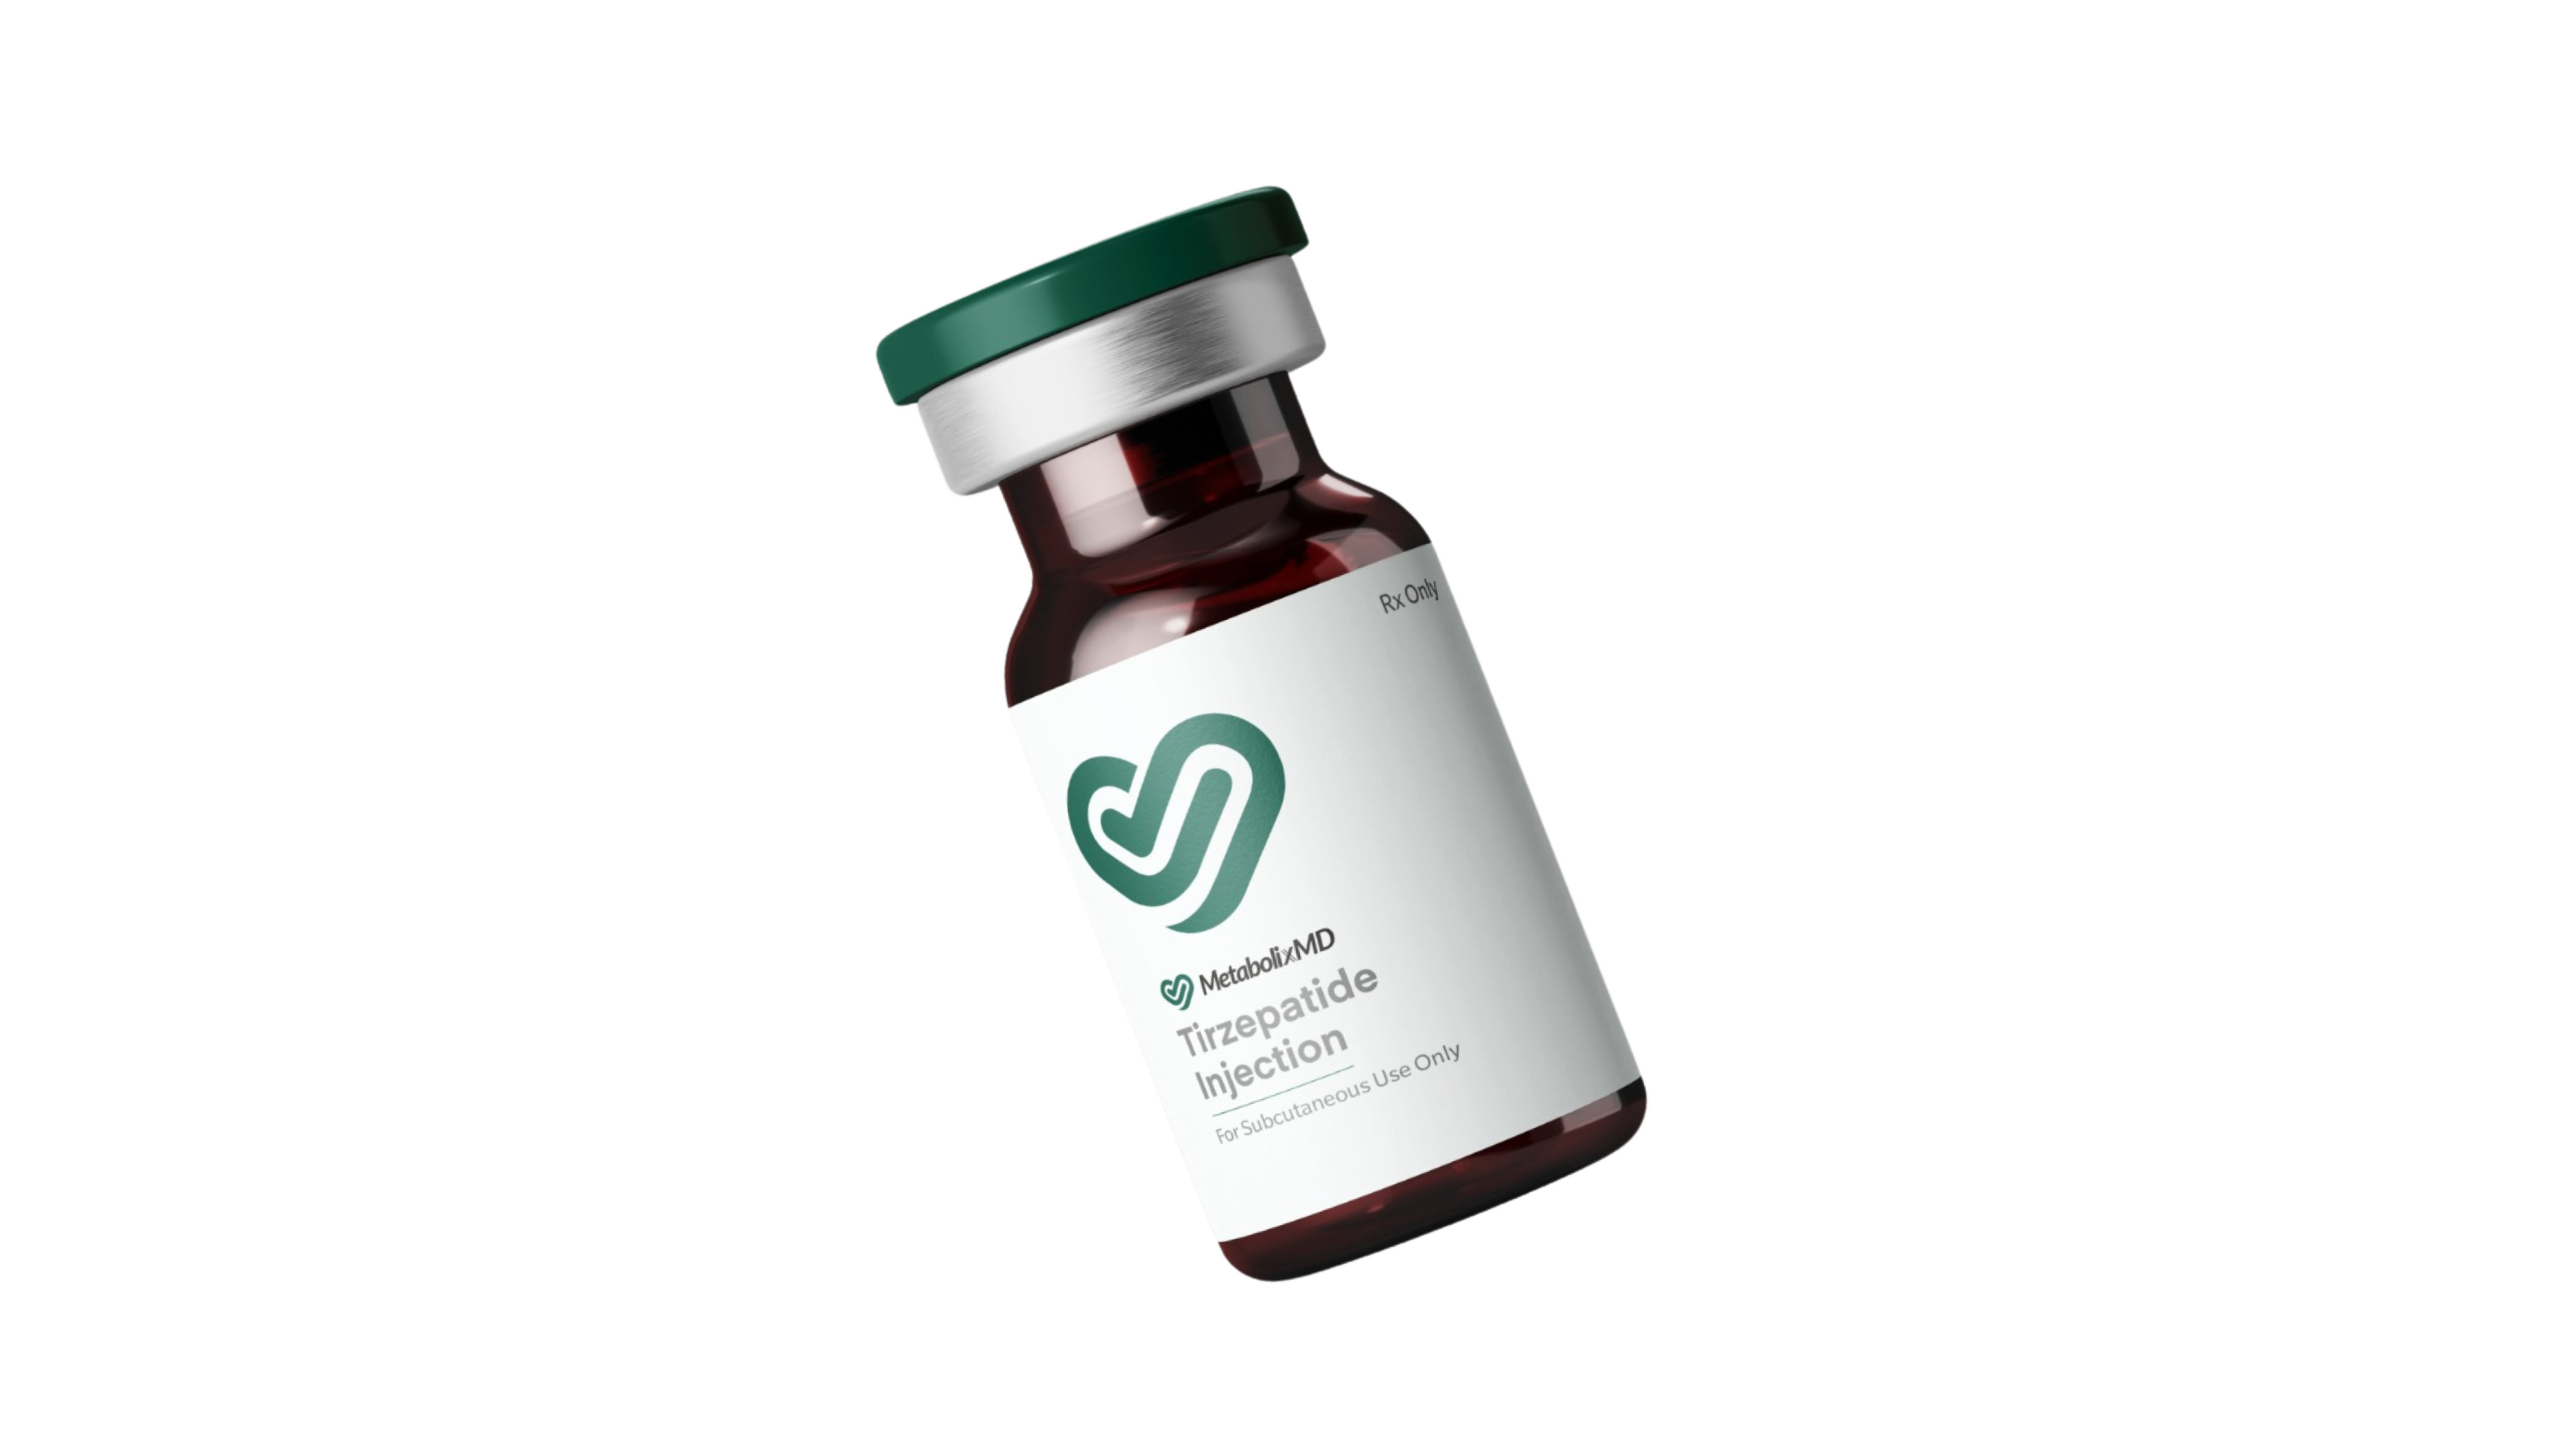 Rx Only
MetabolixMD
Tirzepatide
Injection
For Subcutaneous Use Only